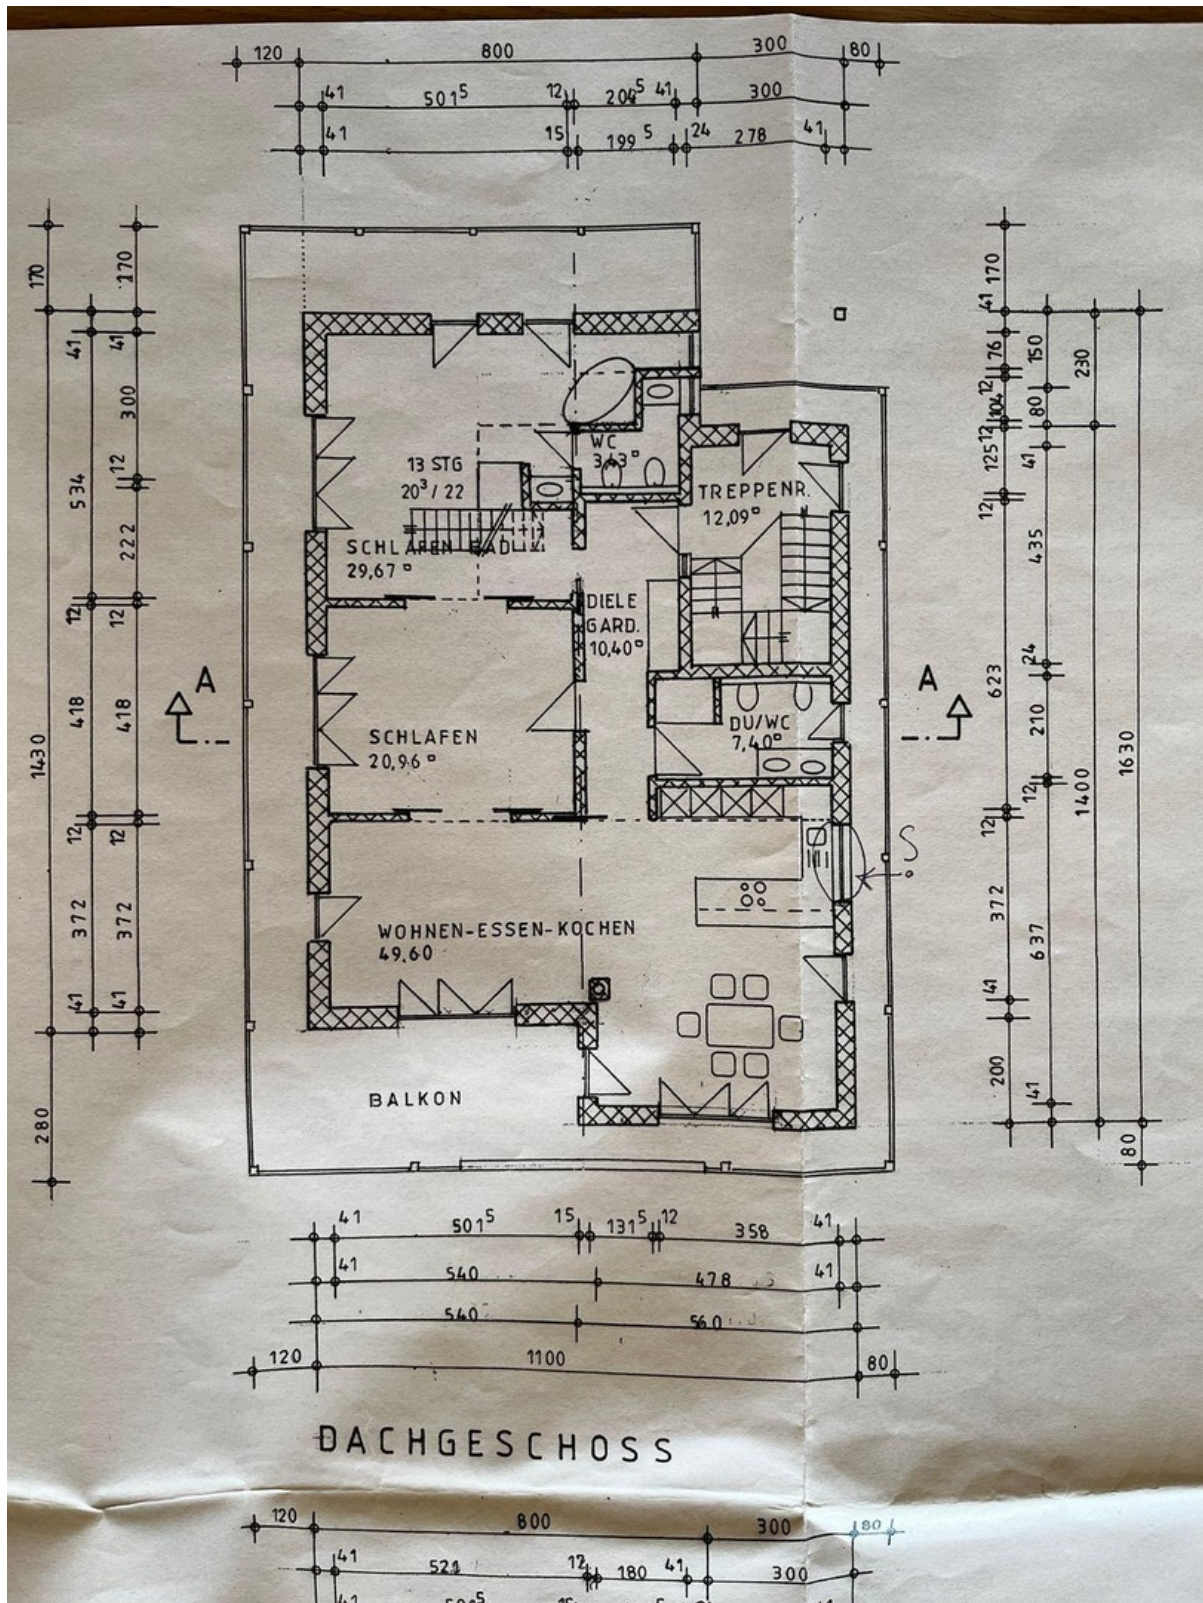 120 800 300 80
41 501⁵ 12 204⁵ 41 300
41 15 199⁵ 24 278 41
170 170 170
41 41 41
76 150 230
12 104 80
12 125 41
12
534 300 12 222
435
12 12
24
A A
1430 418 418
623 210 1400 1630
12 12 12 12
372 372 372 637
41 41 41
280 200 41 80
WC
3,43
13 STG
20³ / 22
TREPPENR.
12,09
SCHLAFEN BAD
29,67
DIELE
GARD.
10,40
DU/WC
7,40
SCHLAFEN
20,96
S
WOHNEN-ESSEN-KOCHEN
49,60
BALKON
41 501⁵ 15 131⁵ 12 358 41
41 540 478 41
540 560
120 1100 80
DACHGESCHOSS
120 800 300 80
41 521 12 180 41 300